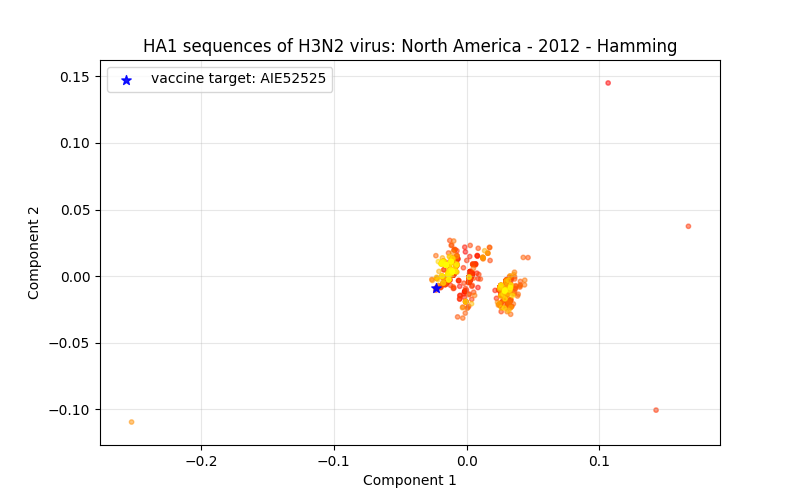 HA1 sequences of H3N2 virus: North America - 2012 - Hamming
vaccine target: AIE52525
0.15
0.10
0.05
0.00
−0.05
−0.10
Component 2
−0.2
−0.1
0.0
0.1
Component 1